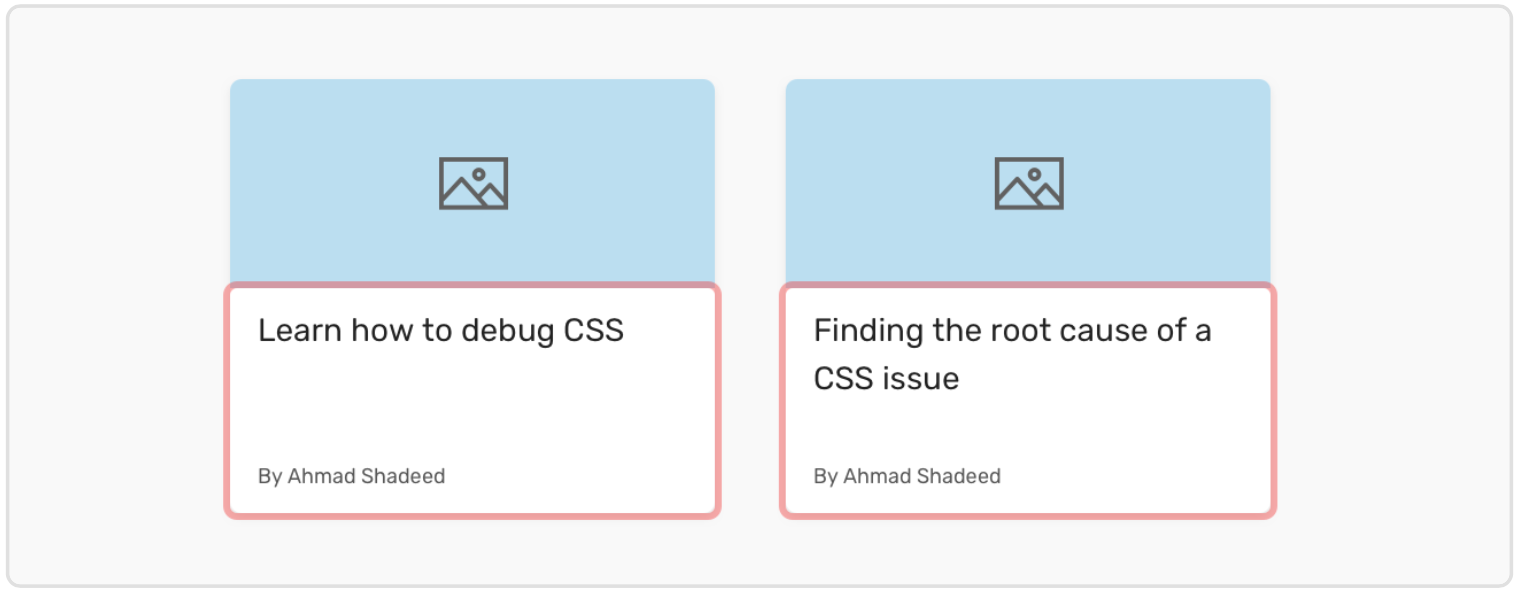 Learn how to debug CSS
By Ahmad Shadeed
Finding the root cause of a
CSS issue
By Ahmad Shadeed